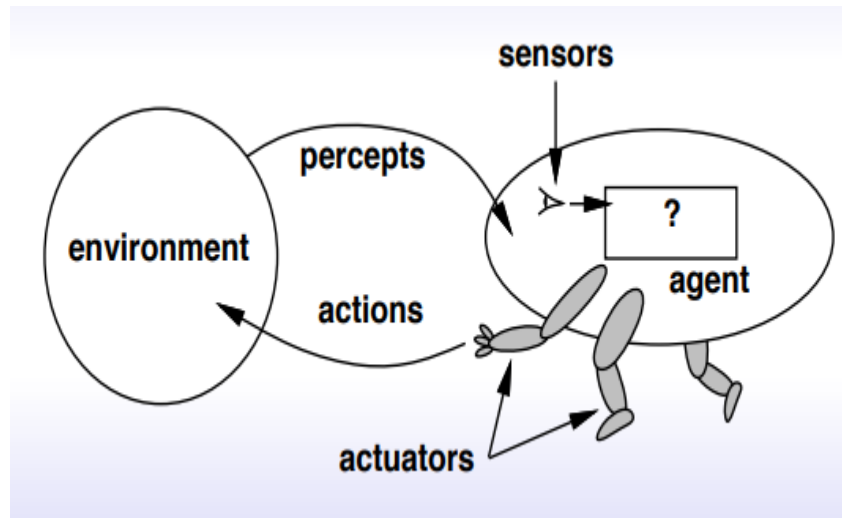 sensors
percepts
?
environment
agent
actions
actuators